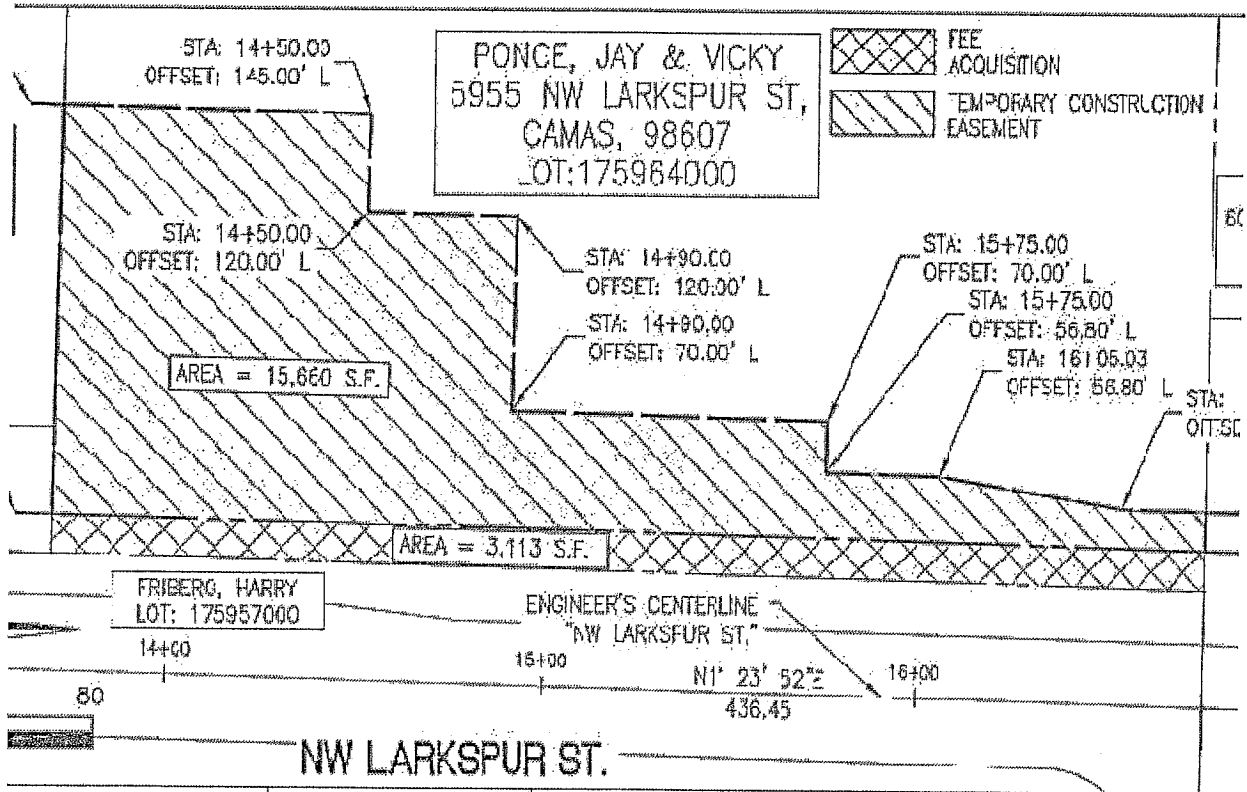 STA: 14+50.00
OFFSET: 145.00' L
PONCE, JAY & VICKY
5955 NW LARKSPUR ST,
CAMAS, 98607
LOT:175964000
FEE
ACQUISITION
TEMPORARY CONSTRUCTION
EASEMENT
STA: 14+50.00
OFFSET: 120.00' L
STA: 14+90.00
OFFSET: 120.00' L
STA: 14+90.00
OFFSET: 70.00' L
STA: 15+75.00
OFFSET: 70.00' L
STA: 15+75.00
OFFSET: 56.80' L
STA: 16+05.03
OFFSET: 56.80' L
STA:
60
AREA = 15,660 S.F.
AREA = 3,113 S.F.
FRIBERG, HARRY
LOT: 175957000
ENGINEER'S CENTERLINE
"NW LARKSPUR ST."
14+00
15+00
N1° 23' 52"E
436.45
16+00
80
NW LARKSPUR ST.